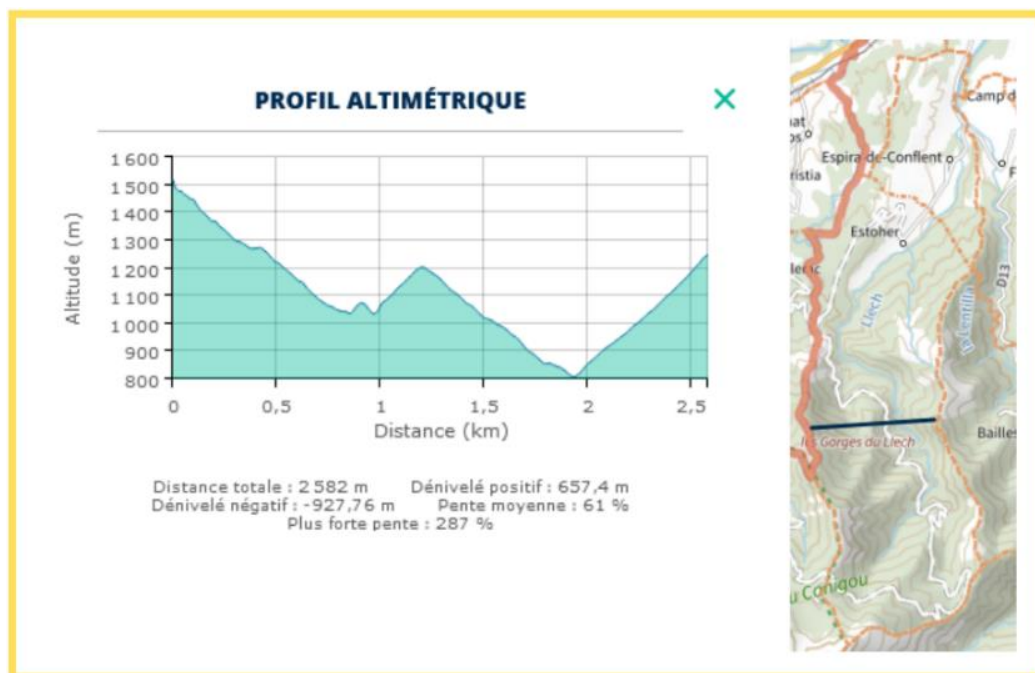 PROFIL ALTIMÉTRIQUE
Altitude (m)
1 600
1 500
1 400
1 300
1 200
1 100
1 000
900
800
0 0,5 1 1,5 2 2,5
Distance (km)
Distance totale : 2 582 m Dénivelé positif : 657,4 m
Dénivelé négatif : -927,76 m Pente moyenne : 61 %
Plus forte pente : 287 %
Camp d
Espira-de-Conflent
Estoher
D13
Llech
la Lentilla
Bailles
les Gorges du Llech
u Conigou